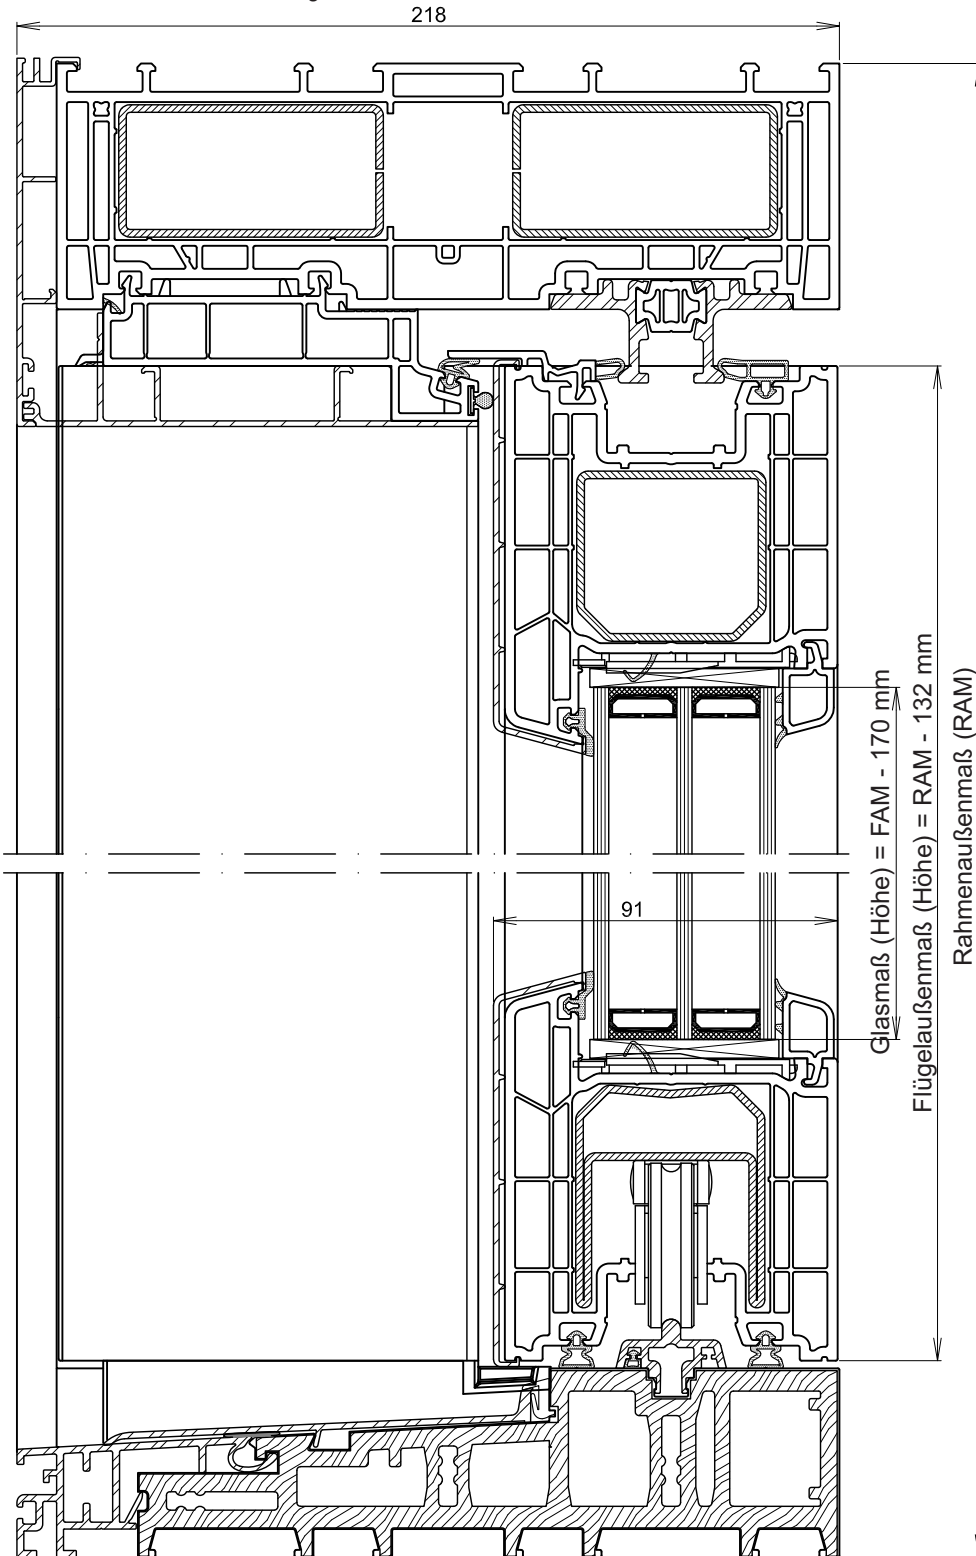 218
Glasmaß (Höhe) = FAM - 170 mm
Flügelaußenmaß (Höhe) = RAM - 132 mm
Rahmenaußenmaß (RAM)
91